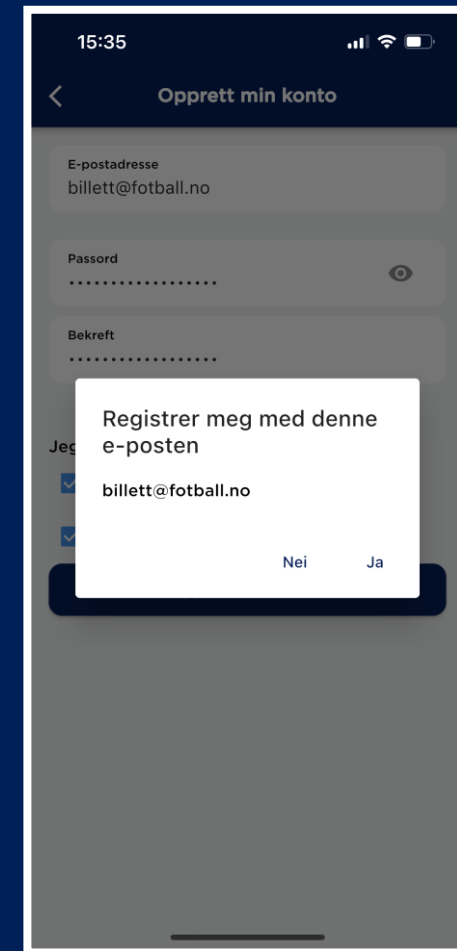 15:35
Opprett min konto
E-postadresse
billett@fotball.no
Passord
••••••••••••••••••
Bekreft
••••••••••••••••••
Registrer meg med denne
e-posten
Jeg
billett@fotball.no
Nei Ja